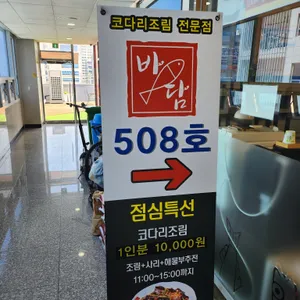 코다리조림 전문점
바담
508호
점심특선
코다리조림
1인분 10,000원
조림+사리+해물부추전
11:00~15:00까지